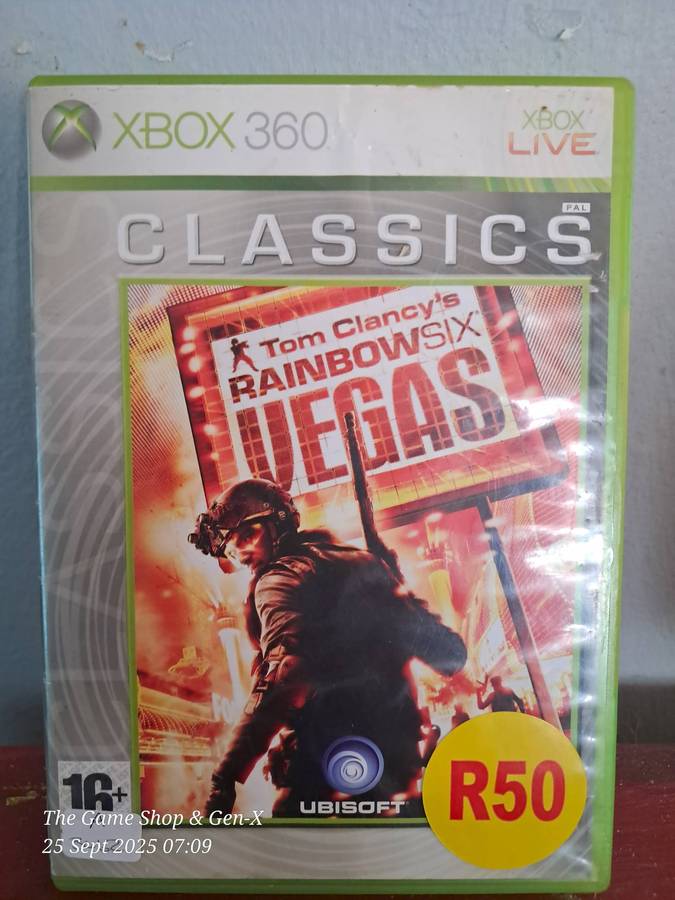 XBOX 360
XBOX
LIVE
PAL
CLASSICS
Tom Clancy's
RAINBOWSIX
VEGAS
UBISOFT
R50
16+
The Game Shop & Gen-X
25 Sept 2025 07:09